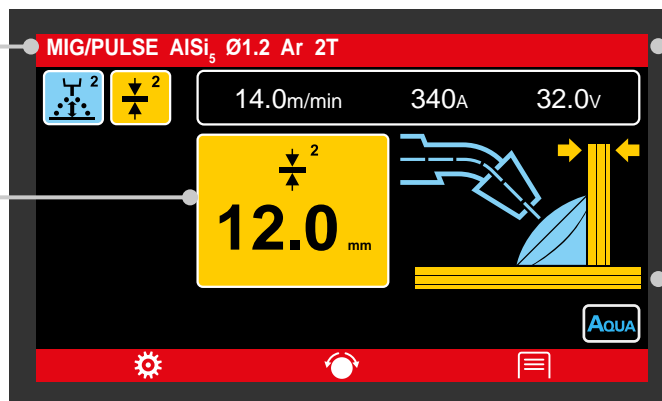 MIG/PULSE AlSi₅ Ø1.2 Ar 2T
2 2 14.0m/min 340A 32.0V
2
12.0 mm
AQUA